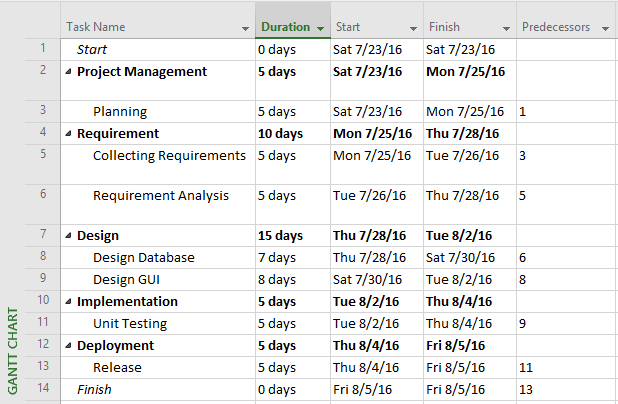 Task Name Duration Start Finish Predecessors
1 Start 0 days Sat 7/23/16 Sat 7/23/16
2 Project Management 5 days Sat 7/23/16 Mon 7/25/16
3 Planning 5 days Sat 7/23/16 Mon 7/25/16 1
4 Requirement 10 days Mon 7/25/16 Thu 7/28/16
5 Collecting Requirements 5 days Mon 7/25/16 Tue 7/26/16 3
6 Requirement Analysis 5 days Tue 7/26/16 Thu 7/28/16 5
7 Design 15 days Thu 7/28/16 Tue 8/2/16
8 Design Database 7 days Thu 7/28/16 Sat 7/30/16 6
9 Design GUI 8 days Sat 7/30/16 Tue 8/2/16 8
10 Implementation 5 days Tue 8/2/16 Thu 8/4/16
11 Unit Testing 5 days Tue 8/2/16 Thu 8/4/16 9
12 Deployment 5 days Thu 8/4/16 Fri 8/5/16
13 Release 5 days Thu 8/4/16 Fri 8/5/16 11
14 Finish 0 days Fri 8/5/16 Fri 8/5/16 13
GANTT CHART